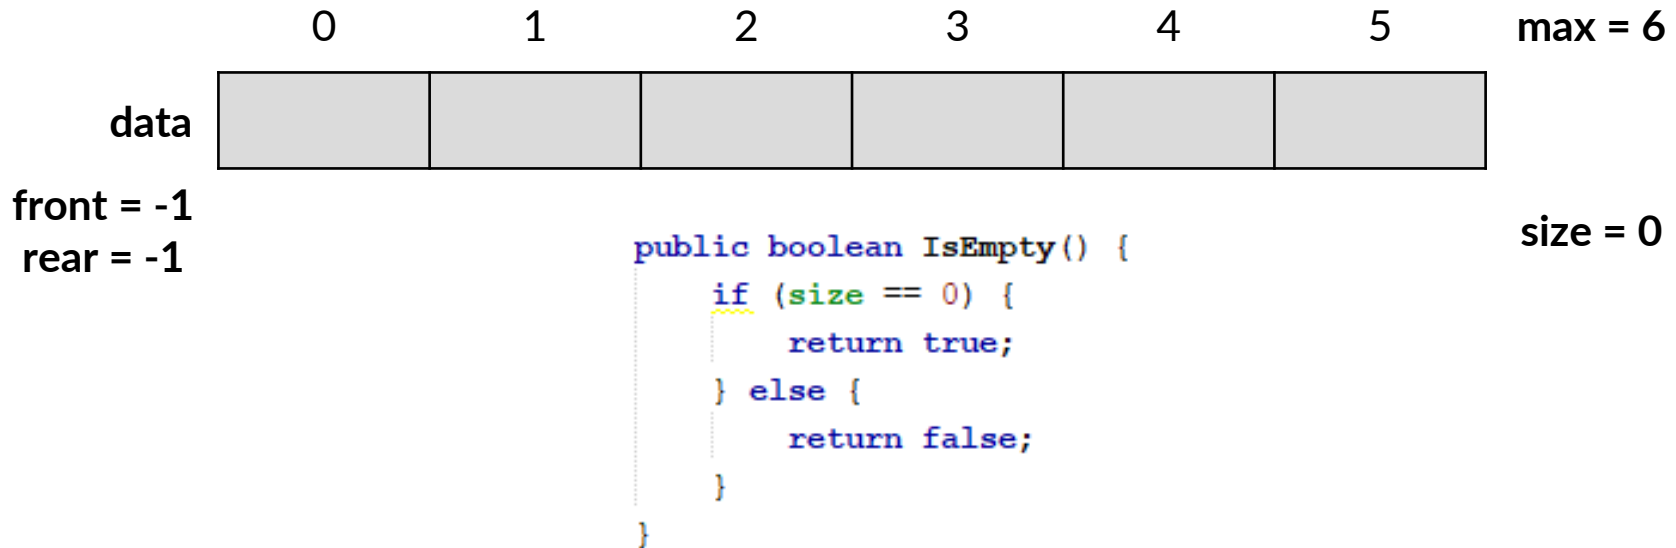 0 1 2 3 4 5 max = 6
data
front = -1
rear = -1
size = 0
public boolean IsEmpty() {
if (size == 0) {
return true;
} else {
return false;
}
}